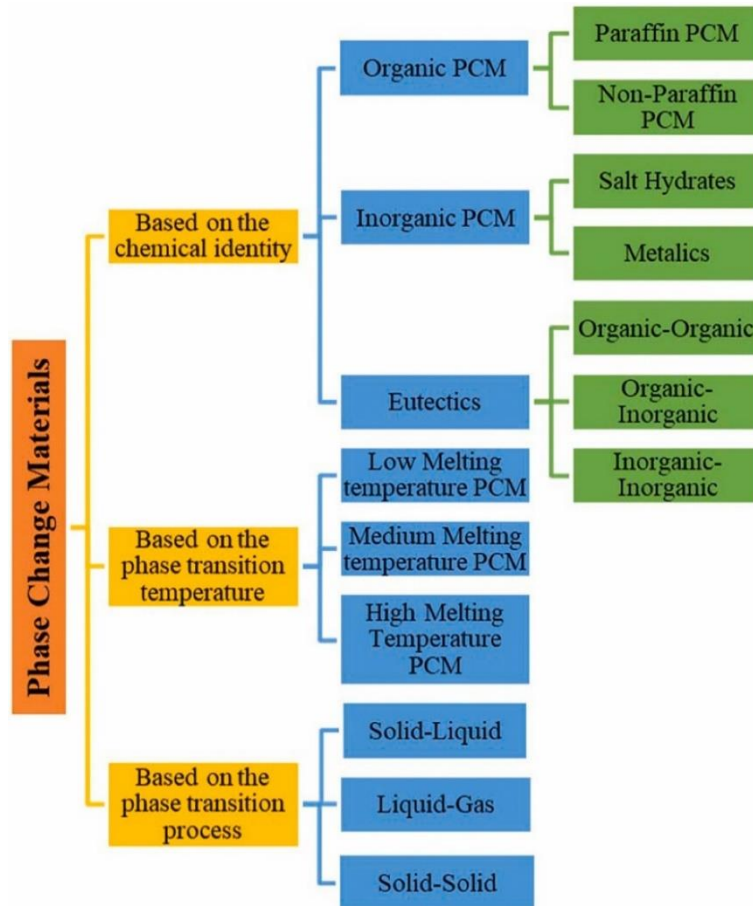 Phase Change Materials
Based on the
chemical identity
Organic PCM
Paraffin PCM
Non-Paraffin
PCM
Inorganic PCM
Salt Hydrates
Metalics
Eutectics
Organic-Organic
Organic-
Inorganic
Inorganic-
Inorganic
Based on the
phase transition
temperature
Low Melting
temperature PCM
Medium Melting
temperature PCM
High Melting
Temperature
PCM
Based on the
phase transition
process
Solid-Liquid
Liquid-Gas
Solid-Solid